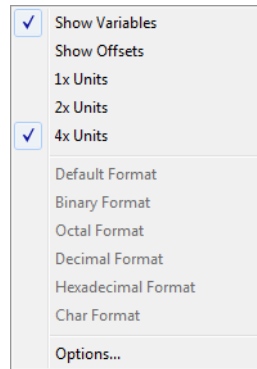 Show Variables
Show Offsets
1x Units
2x Units
4x Units
Default Format
Binary Format
Octal Format
Decimal Format
Hexadecimal Format
Char Format
Options...